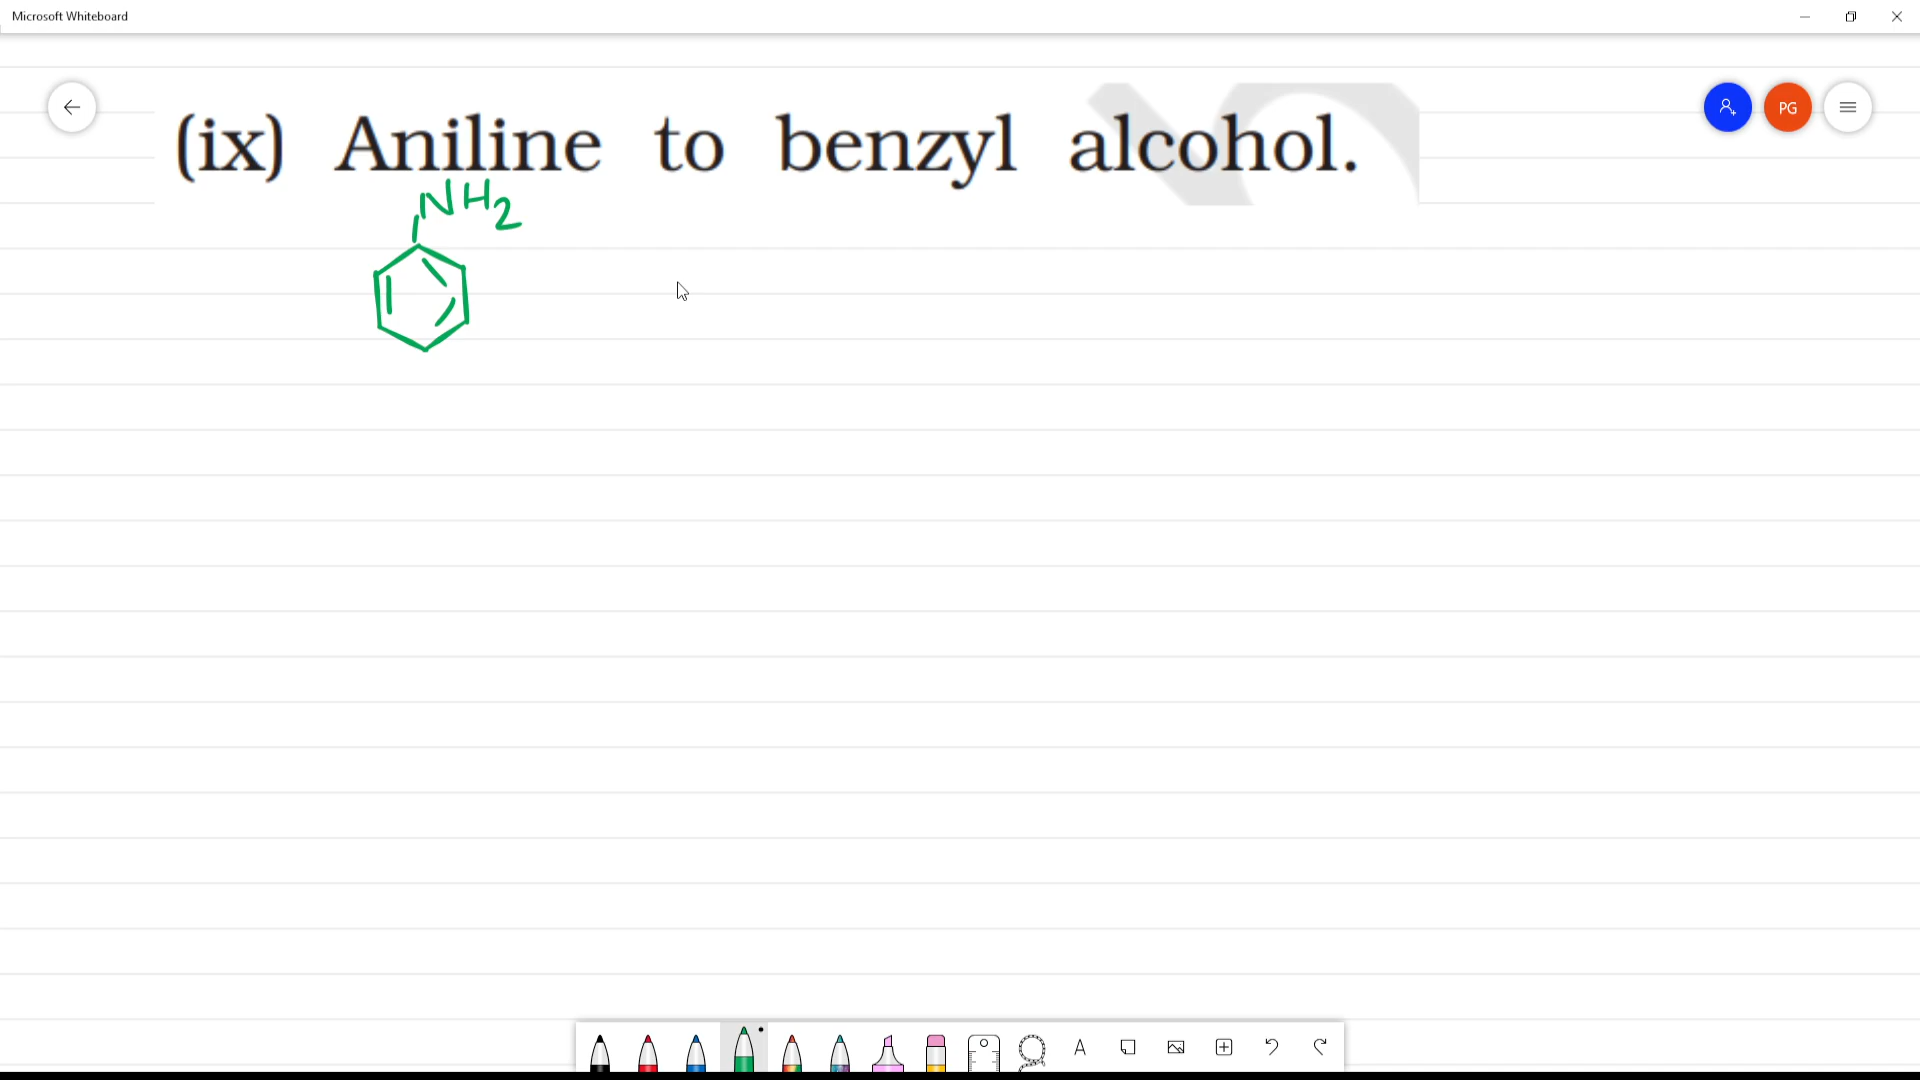 Microsoft Whiteboard
PG
(ix) Aniline to benzyl alcohol.
NH2
A